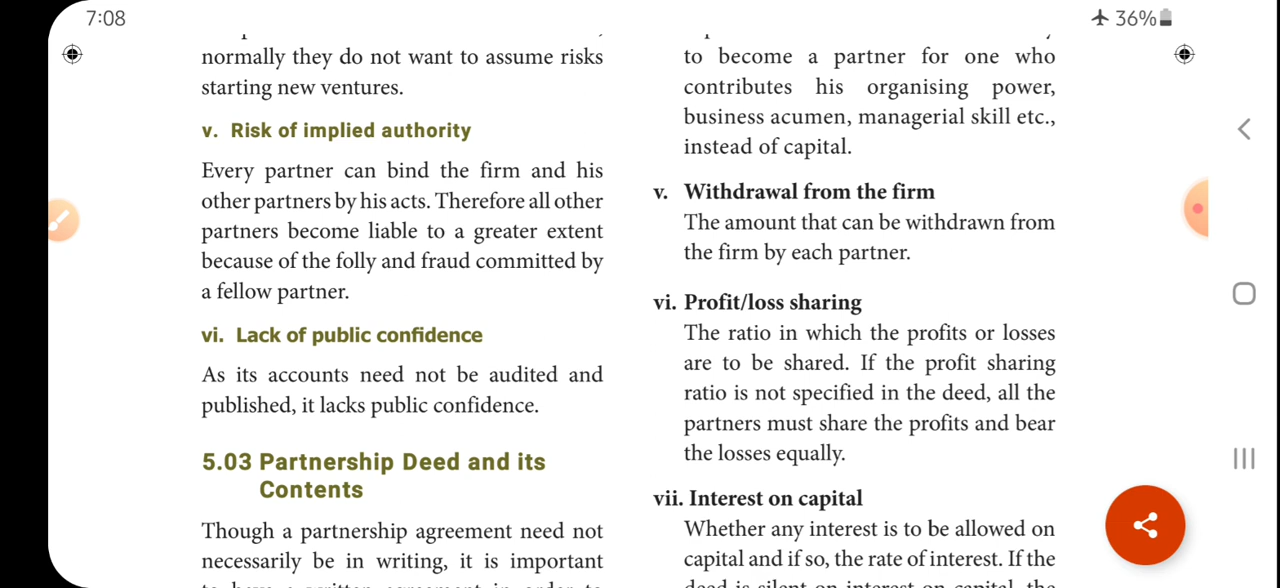 7:08
36%
normally they do not want to assume risks
starting new ventures.
v. Risk of implied authority
Every partner can bind the firm and his
other partners by his acts. Therefore all other
partners become liable to a greater extent
because of the folly and fraud committed by
a fellow partner.
vi. Lack of public confidence
As its accounts need not be audited and
published, it lacks public confidence.
5.03 Partnership Deed and its
Contents
Though a partnership agreement need not
necessarily be in writing, it is important
to become a partner for one who
contributes his organising power,
business acumen, managerial skill etc.,
instead of capital.
v. Withdrawal from the firm
The amount that can be withdrawn from
the firm by each partner.
vi. Profit/loss sharing
The ratio in which the profits or losses
are to be shared. If the profit sharing
ratio is not specified in the deed, all the
partners must share the profits and bear
the losses equally.
vii. Interest on capital
Whether any interest is to be allowed on
capital and if so, the rate of interest. If the
deed is silent on interest on capital, the